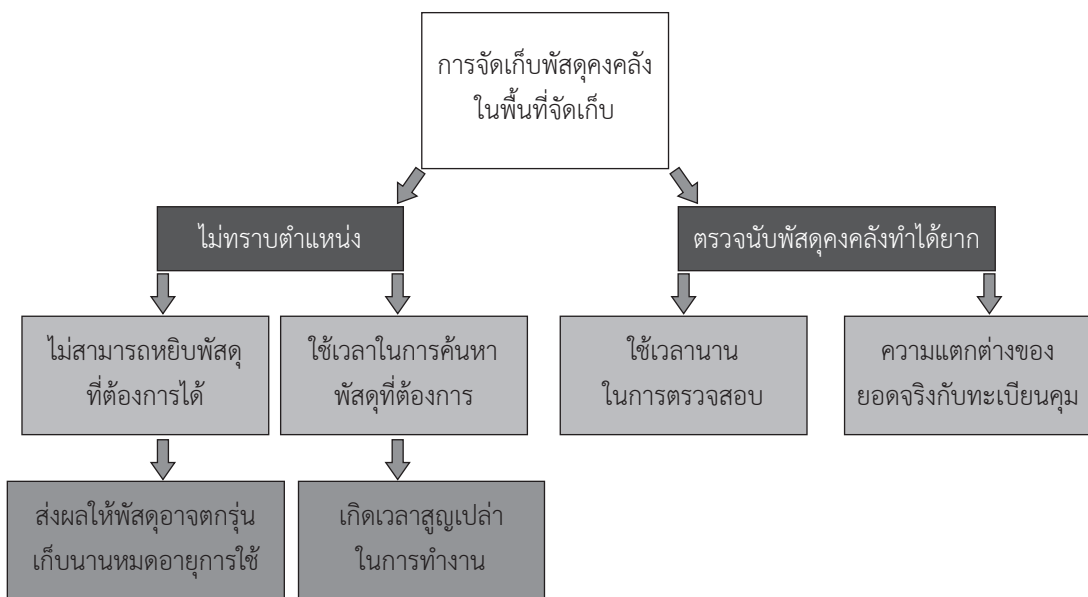 การจัดเก็บพัสดุคงคลัง
ในพื้นที่จัดเก็บ
ไม่ทราบตำแหน่ง
ตรวจนับพัสดุคงคลังทำได้ยาก
ไม่สามารถหยิบพัสดุ
ที่ต้องการได้
ใช้เวลาในการค้นหา
พัสดุที่ต้องการ
ใช้เวลานาน
ในการตรวจสอบ
ความแตกต่างของ
ยอดจริงกับทะเบียนคุม
ส่งผลให้พัสดุอาจตกรุ่น
เก็บนานหมดอายุการใช้
เกิดเวลาสูญเปล่า
ในการทำงาน